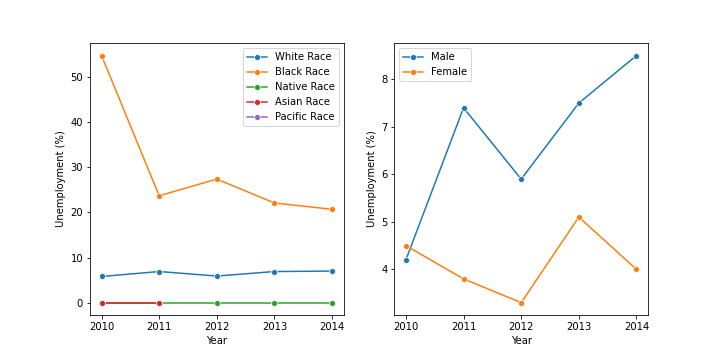 White Race
Black Race
Native Race
Asian Race
Pacific Race
50
40
30
20
10
0
Unemployment (%)
2010 2011 2012 2013 2014
Year
Male
Female
8
7
6
5
4
Unemployment (%)
2010 2011 2012 2013 2014
Year